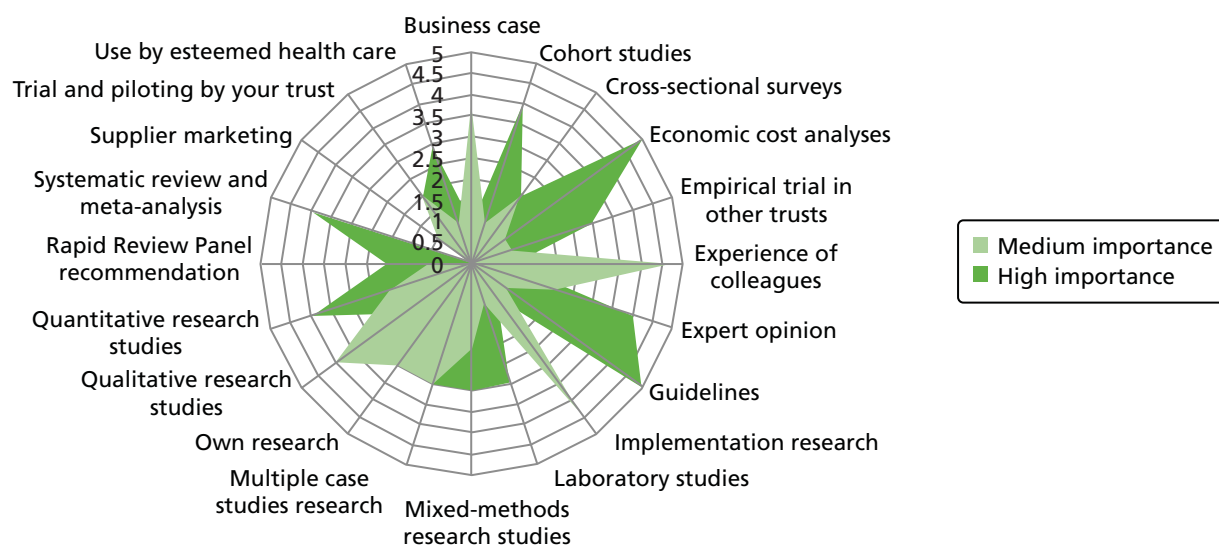 Business case
Cohort studies
Cross-sectional surveys
Economic cost analyses
Empirical trial in
other trusts
Experience of
colleagues
Expert opinion
Guidelines
Implementation research
Laboratory studies
Mixed-methods
research studies
Multiple case
studies research
Own research
Qualitative research
studies
Quantitative research
studies
Rapid Review Panel
recommendation
Systematic review and
meta-analysis
Supplier marketing
Trial and piloting by your trust
Use by esteemed health care
5
4.5
4
3.5
3
2.5
2
1.5
1
0.5
0
Medium importance
High importance